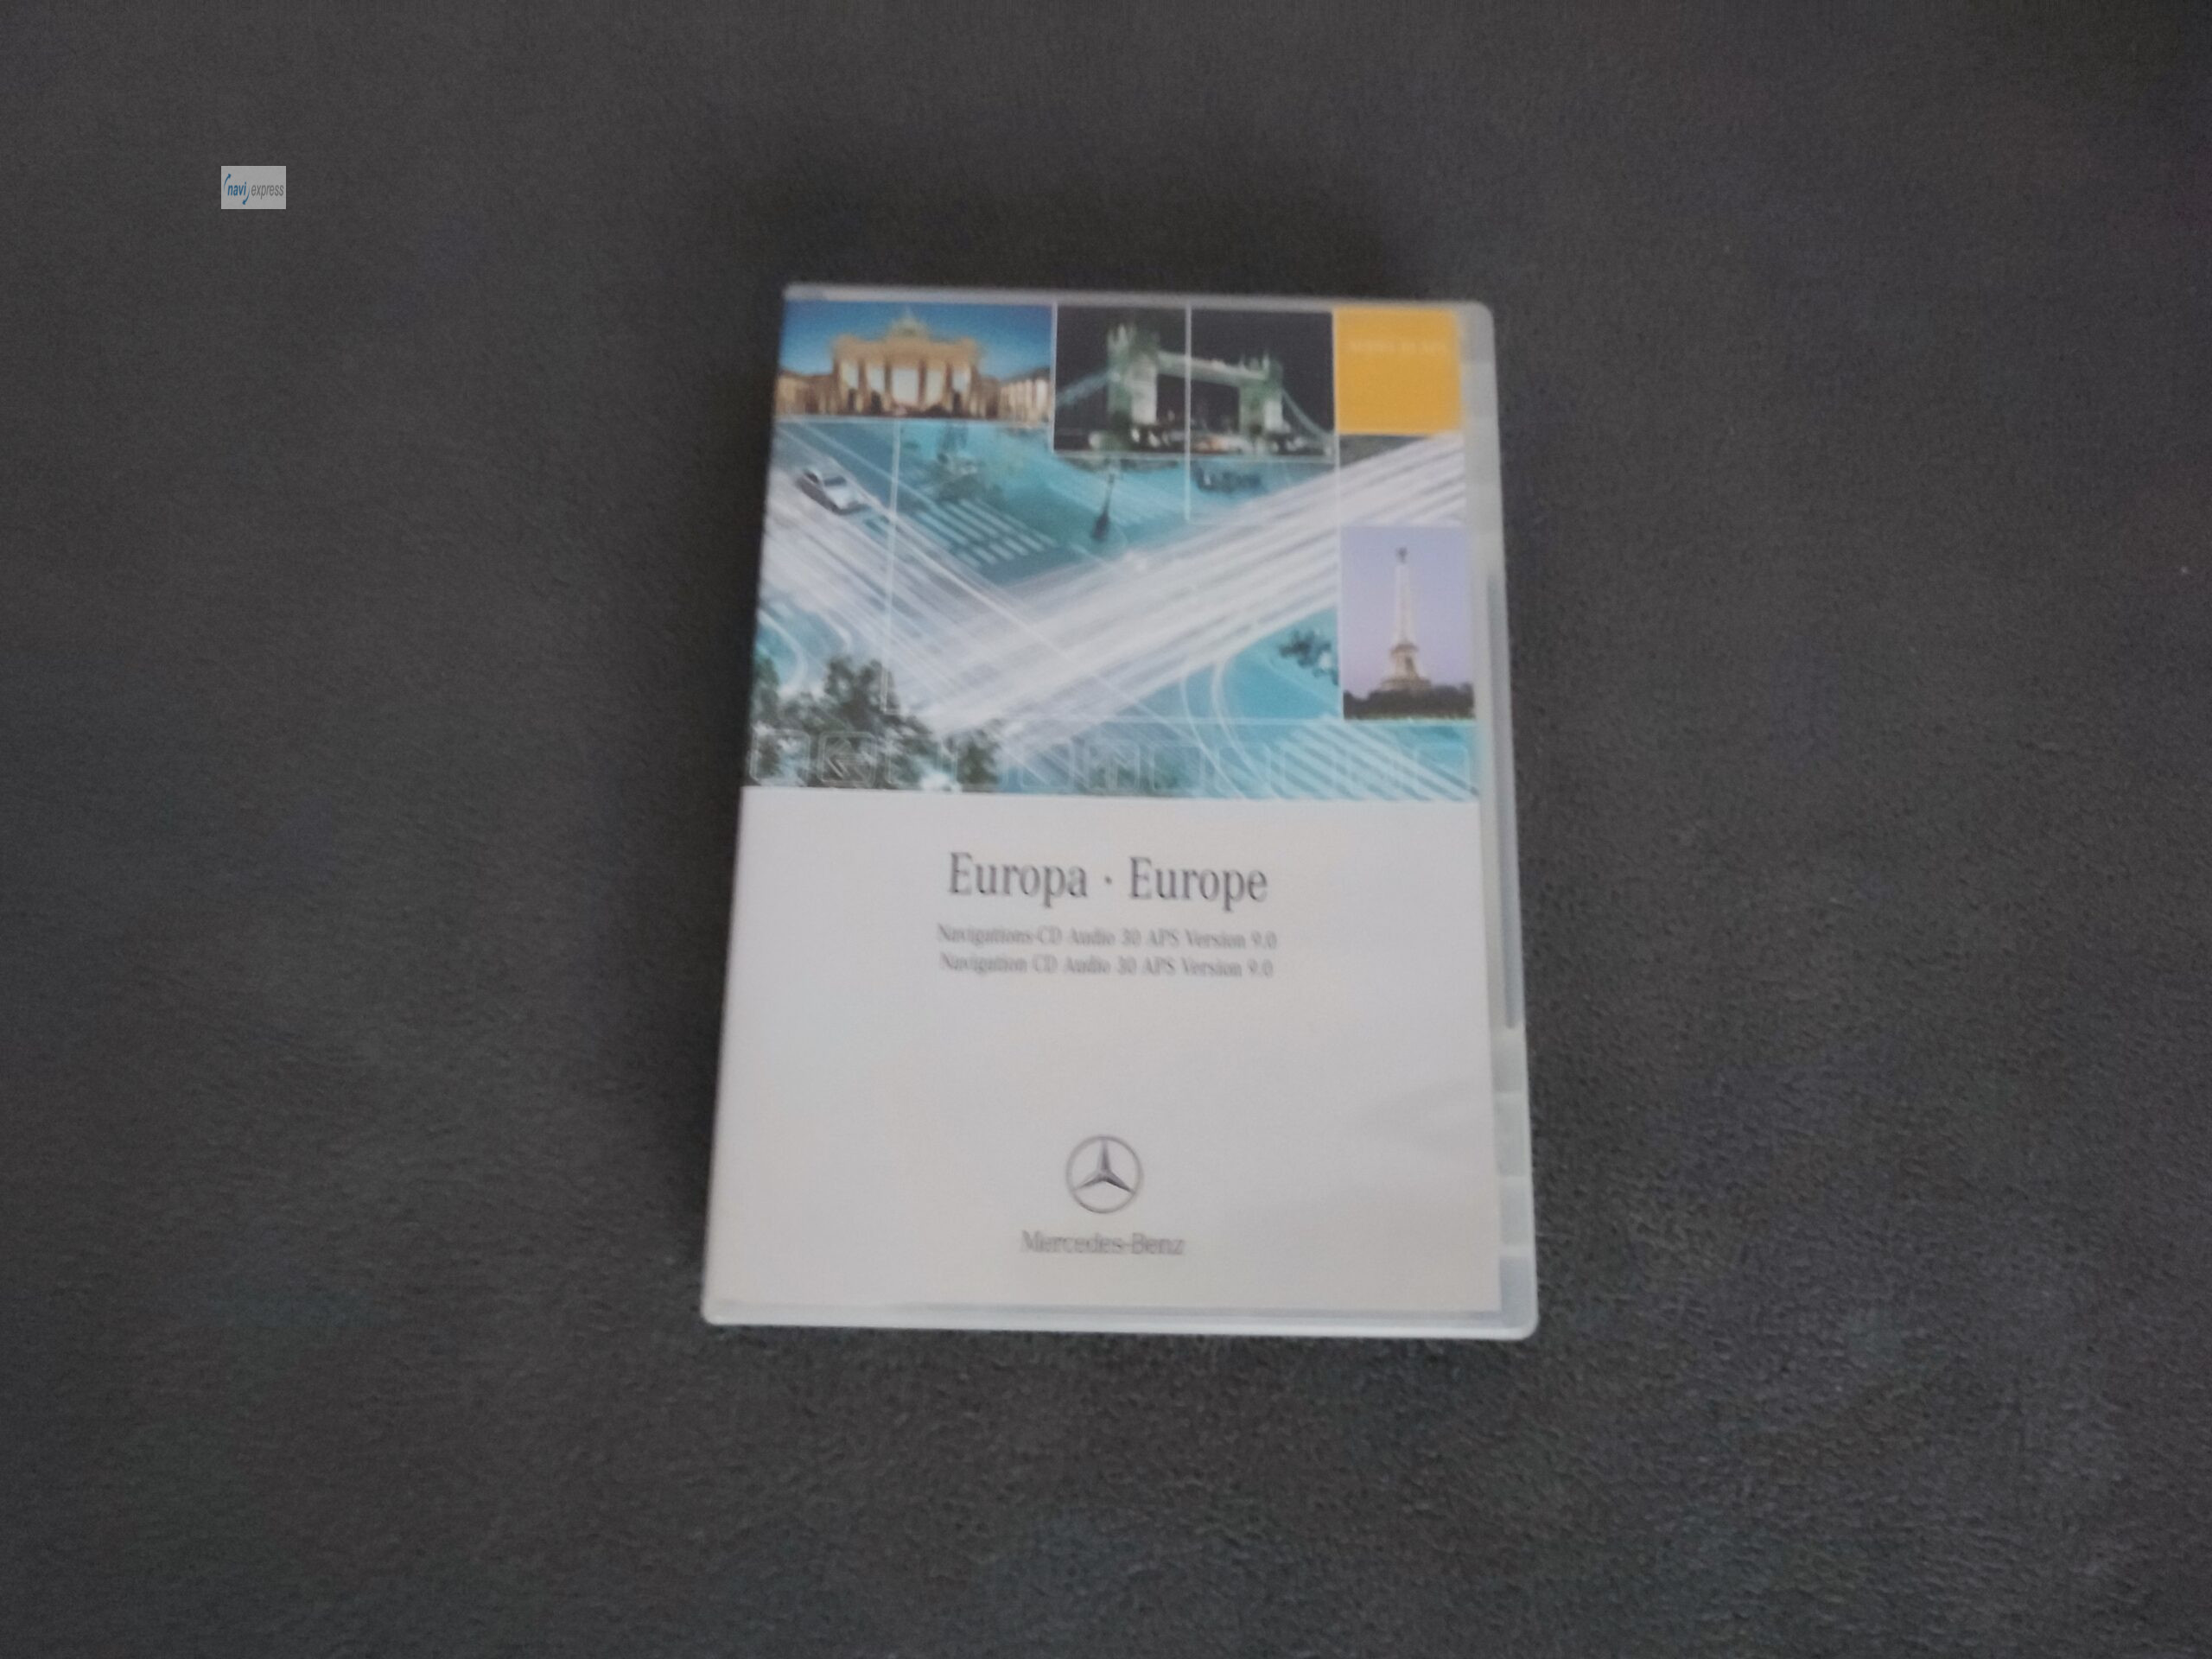 navi express
Europa · Europe
Navigations-CD Audio 30 APS Version 9.0
Navigation CD Audio 30 APS Version 9.0
Mercedes-Benz